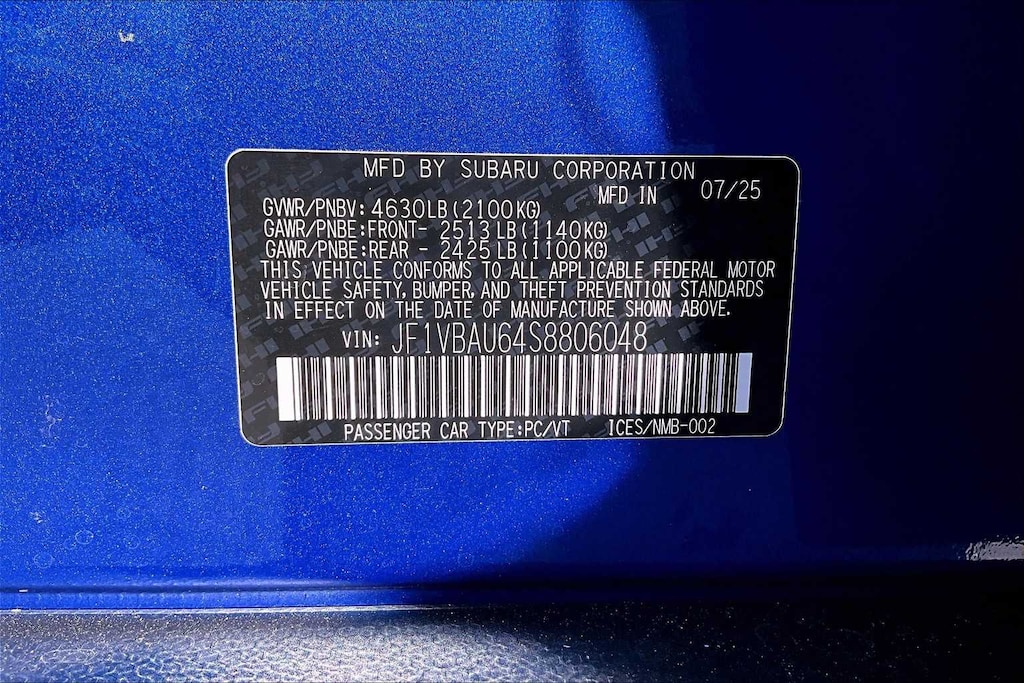 MFD BY SUBARU CORPORATION
MFD IN 07/25
GVWR/PNBV: 4630LB(2100KG)
GAWR/PNBE:FRONT- 2513LB(1140KG)
GAWR/PNBE:REAR - 2425LB(1100KG)
THIS VEHICLE CONFORMS TO ALL APPLICABLE FEDERAL MOTOR
VEHICLE SAFETY, BUMPER, AND THEFT PREVENTION STANDARDS
IN EFFECT ON THE DATE OF MANUFACTURE SHOWN ABOVE.
VIN: JF1VBAU64S8806048
PASSENGER CAR TYPE:PC/VT ICES/NMB-002